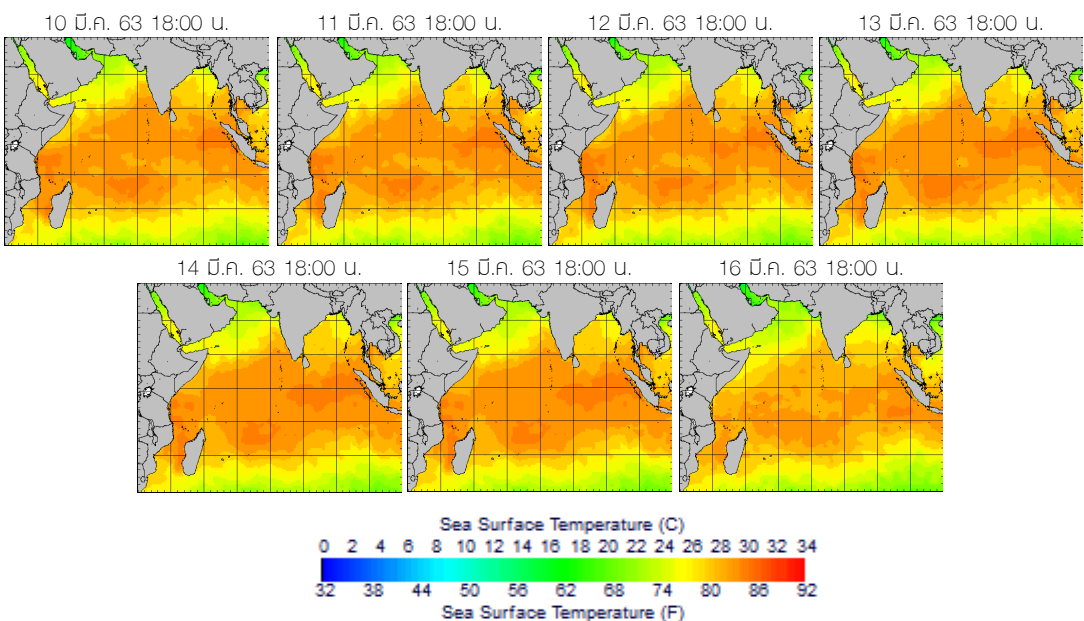 10 มี.ค. 63 18:00 น.
11 มี.ค. 63 18:00 น.
12 มี.ค. 63 18:00 น.
13 มี.ค. 63 18:00 น.
14 มี.ค. 63 18:00 น.
15 มี.ค. 63 18:00 น.
16 มี.ค. 63 18:00 น.
Sea Surface Temperature (C)
0 2 4 6 8 10 12 14 16 18 20 22 24 26 28 30 32 34
32 38 44 50 56 62 68 74 80 86 92
Sea Surface Temperature (F)